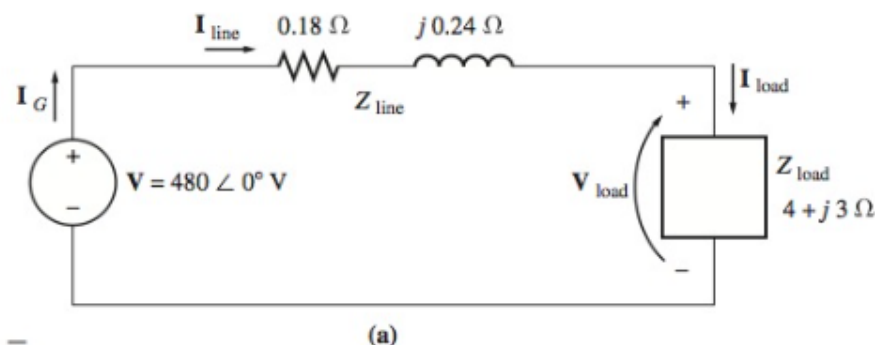 I line 0.18 Ω j 0.24 Ω
I G Z line + I load
+ V = 480 ∠ 0° V V load Z load
− 4 + j 3 Ω
−
(a)